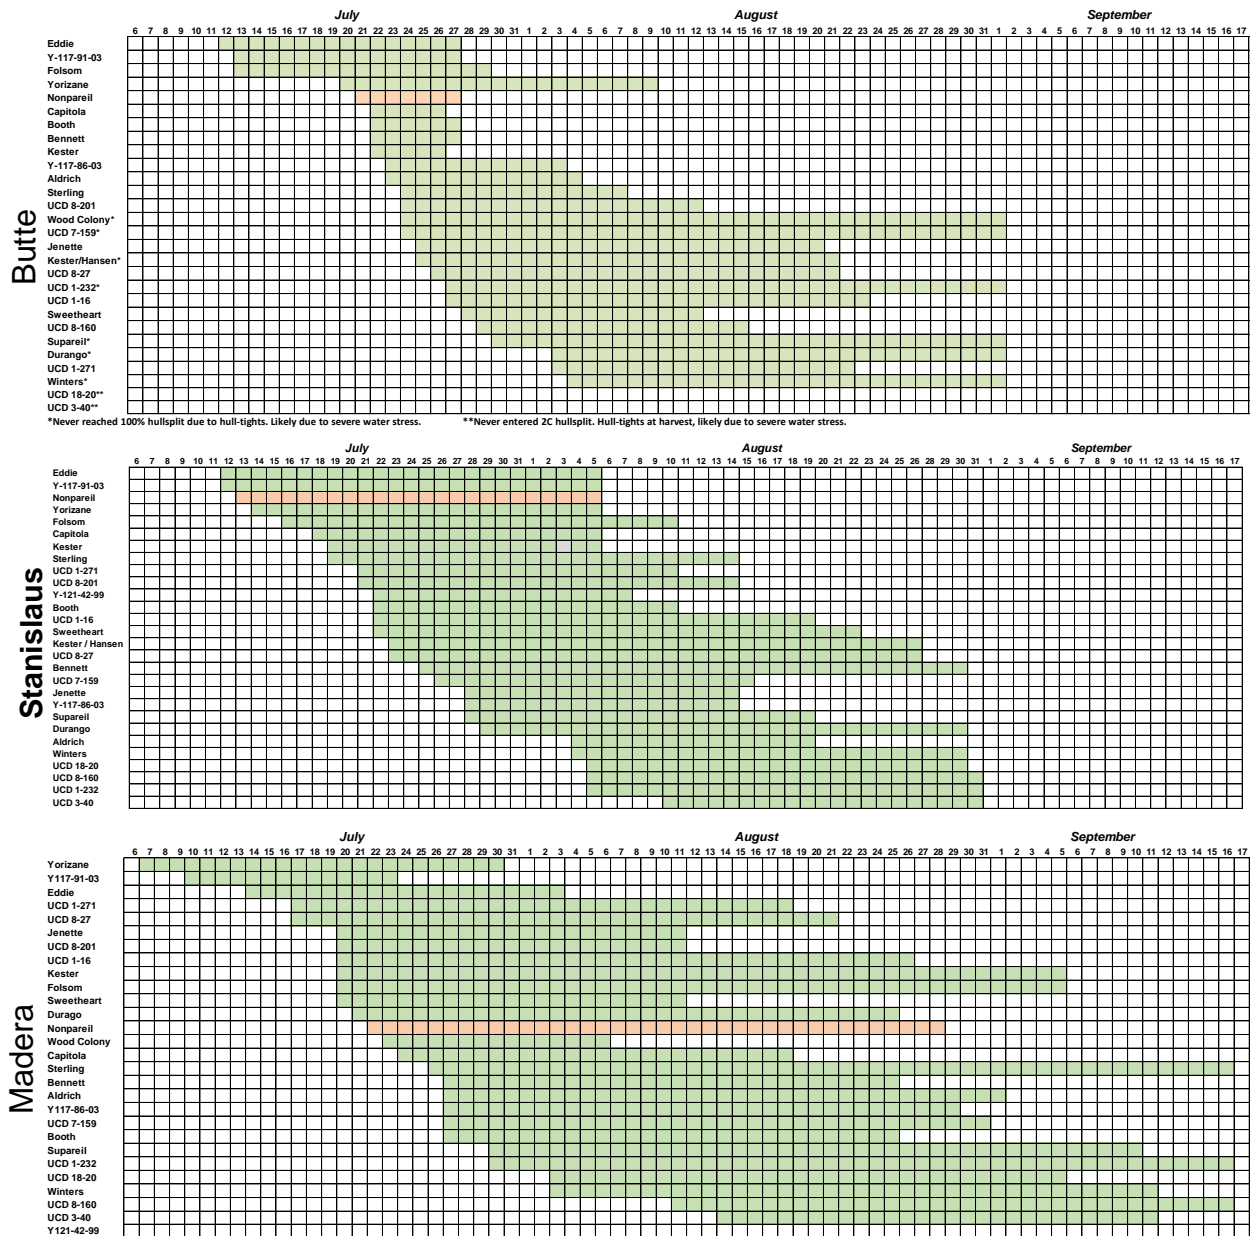 July August September
6 7 8 9 10 11 12 13 14 15 16 17 18 19 20 21 22 23 24 25 26 27 28 29 30 31 1 2 3 4 5 6 7 8 9 10 11 12 13 14 15 16 17 18 19 20 21 22 23 24 25 26 27 28 29 30 31 1 2 3 4 5 6 7 8 9 10 11 12 13 14 15 16 17
Butte
Eddie
Y-117-91-03
Folsom
Yorizane
Nonpareil
Capitola
Booth
Bennett
Kester
Y-117-86-03
Aldrich
Sterling
UCD 8-201
Wood Colony*
UCD 7-159*
Jenette
Kester/Hansen*
UCD 8-27
UCD 1-232*
UCD 1-16
Sweetheart
UCD 8-160
Supareil*
Durango*
UCD 1-271
Winters*
UCD 18-20**
UCD 3-40**
*Never reached 100% hullsplit due to hull-tights. Likely due to severe water stress. **Never entered 2C hullsplit. Hull-tights at harvest, likely due to severe water stress.
July August September
6 7 8 9 10 11 12 13 14 15 16 17 18 19 20 21 22 23 24 25 26 27 28 29 30 31 1 2 3 4 5 6 7 8 9 10 11 12 13 14 15 16 17 18 19 20 21 22 23 24 25 26 27 28 29 30 31 1 2 3 4 5 6 7 8 9 10 11 12 13 14 15 16 17
Stanislaus
Eddie
Y-117-91-03
Nonpareil
Yorizane
Folsom
Capitola
Kester
Sterling
UCD 1-271
UCD 8-201
Y-121-42-99
Booth
UCD 1-16
Sweetheart
Kester / Hansen
UCD 8-27
Bennett
UCD 7-159
Jenette
Y-117-86-03
Supareil
Durango
Aldrich
Winters
UCD 18-20
UCD 8-160
UCD 1-232
UCD 3-40
July August September
6 7 8 9 10 11 12 13 14 15 16 17 18 19 20 21 22 23 24 25 26 27 28 29 30 31 1 2 3 4 5 6 7 8 9 10 11 12 13 14 15 16 17 18 19 20 21 22 23 24 25 26 27 28 29 30 31 1 2 3 4 5 6 7 8 9 10 11 12 13 14 15 16 17
Madera
Yorizane
Y117-91-03
Eddie
UCD 1-271
UCD 8-27
Jenette
UCD 8-201
UCD 1-16
Kester
Folsom
Sweetheart
Durago
Nonpareil
Wood Colony
Capitola
Sterling
Bennett
Aldrich
Y117-86-03
UCD 7-159
Booth
Supareil
UCD 1-232
UCD 18-20
Winters
UCD 8-160
UCD 3-40
Y121-42-99